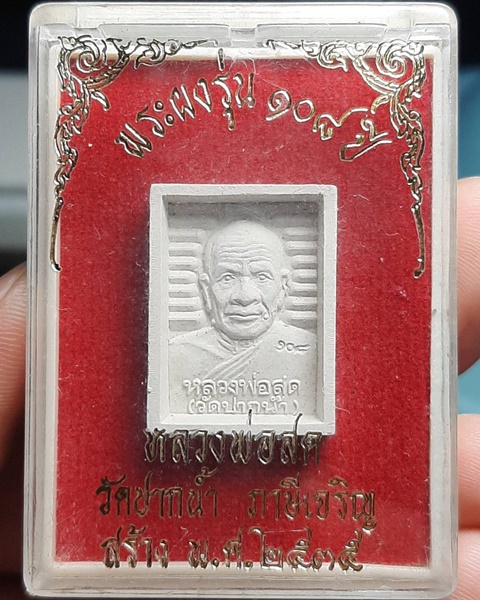 พระผงรุ่น ๑๐๘ ปี
๑๐๘
หลวงพ่อสด
(วัดปากน้ำ)
หลวงพ่อสด
วัดปากน้ำ ภาษีเจริญ
สร้าง พ.ศ.๒๕๓๕